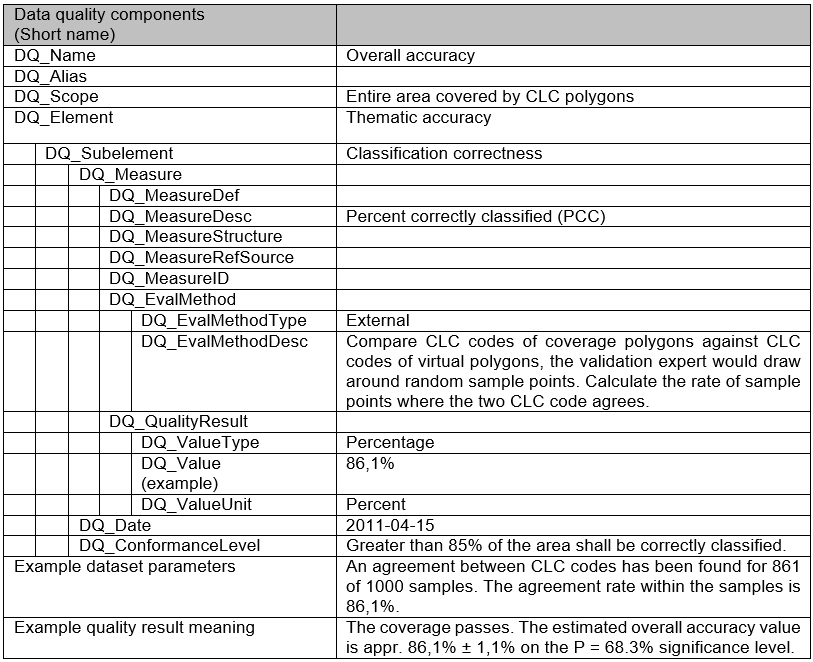 Data quality components
(Short name)
DQ_Name Overall accuracy
DQ_Alias
DQ_Scope Entire area covered by CLC polygons
DQ_Element Thematic accuracy
DQ_Subelement Classification correctness
DQ_Measure
DQ_MeasureDef
DQ_MeasureDesc Percent correctly classified (PCC)
DQ_MeasureStructure
DQ_MeasureRefSource
DQ_MeasureID
DQ_EvalMethod
DQ_EvalMethodType External
DQ_EvalMethodDesc Compare CLC codes of coverage polygons against CLC
codes of virtual polygons, the validation expert would draw
around random sample points. Calculate the rate of sample
points where the two CLC code agrees.
DQ_QualityResult
DQ_ValueType Percentage
DQ_Value 86,1%
(example)
DQ_ValueUnit Percent
DQ_Date 2011-04-15
DQ_ConformanceLevel Greater than 85% of the area shall be correctly classified.
Example dataset parameters An agreement between CLC codes has been found for 861
of 1000 samples. The agreement rate within the samples is
86,1%.
Example quality result meaning The coverage passes. The estimated overall accuracy value
is appr. 86,1% ± 1,1% on the P = 68.3% significance level.